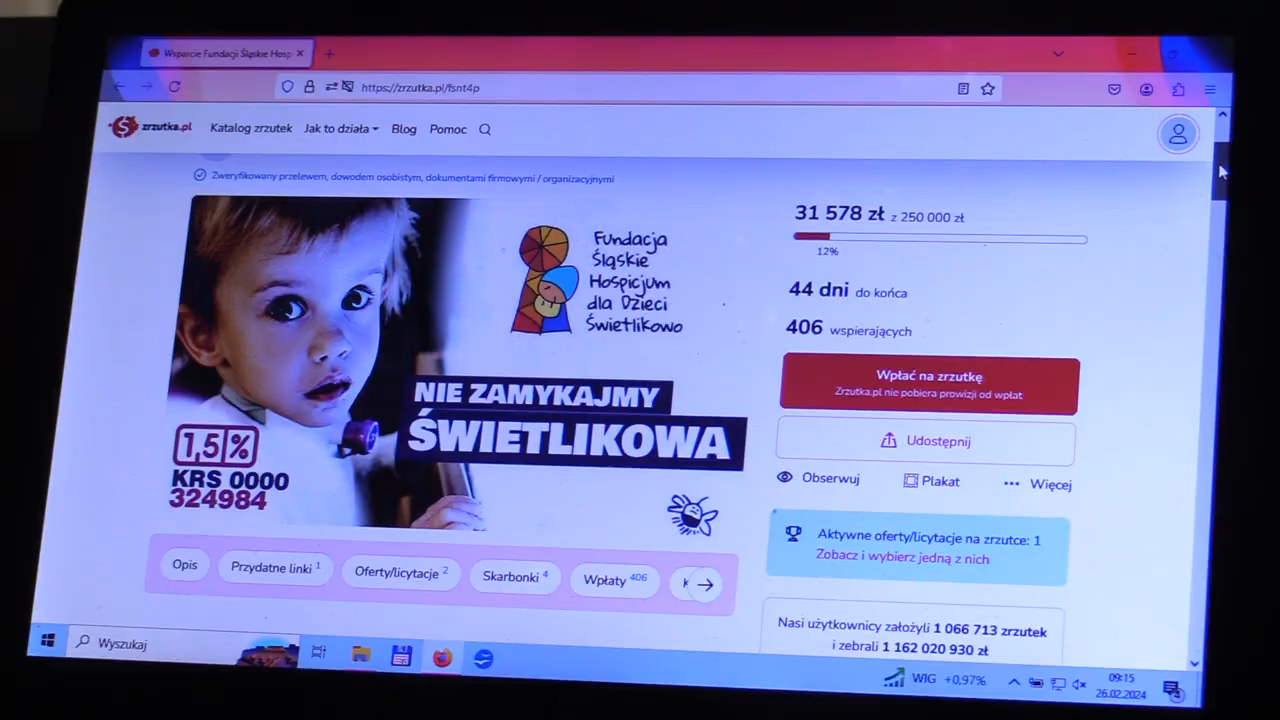 Wsparcie Fundacji Śląskie Hosp
https://zrzutka.pl/fsnt4p
zrzutka.pl Katalog zrzutek Jak to działa Blog Pomoc
Zweryfikowany przelewem, dowodem osobistym, dokumentami firmowymi / organizacyjnymi
Fundacja
Śląskie
Hospicjum
dla Dzieci
Świetlikowo
NIE ZAMYKAJMY
ŚWIETLIKOWA
1,5%
KRS 0000
324984
31 578 zł z 250 000 zł
12%
44 dni do końca
406 wspierających
Wpłać na zrzutkę
Zrzutka.pl nie pobiera prowizji od wpłat
Udostępnij
Obserwuj Plakat Więcej
Aktywne oferty/licytacje na zrzutce: 1
Zobacz i wybierz jedną z nich
Opis Przydatne linki 1 Oferty/licytacje 2 Skarbonki 4 Wpłaty 406
Nasi użytkownicy założyli 1 066 713 zrzutek
i zebrali 1 162 020 930 zł
Wyszukaj
WIG +0,97%
09:15
26.02.2024